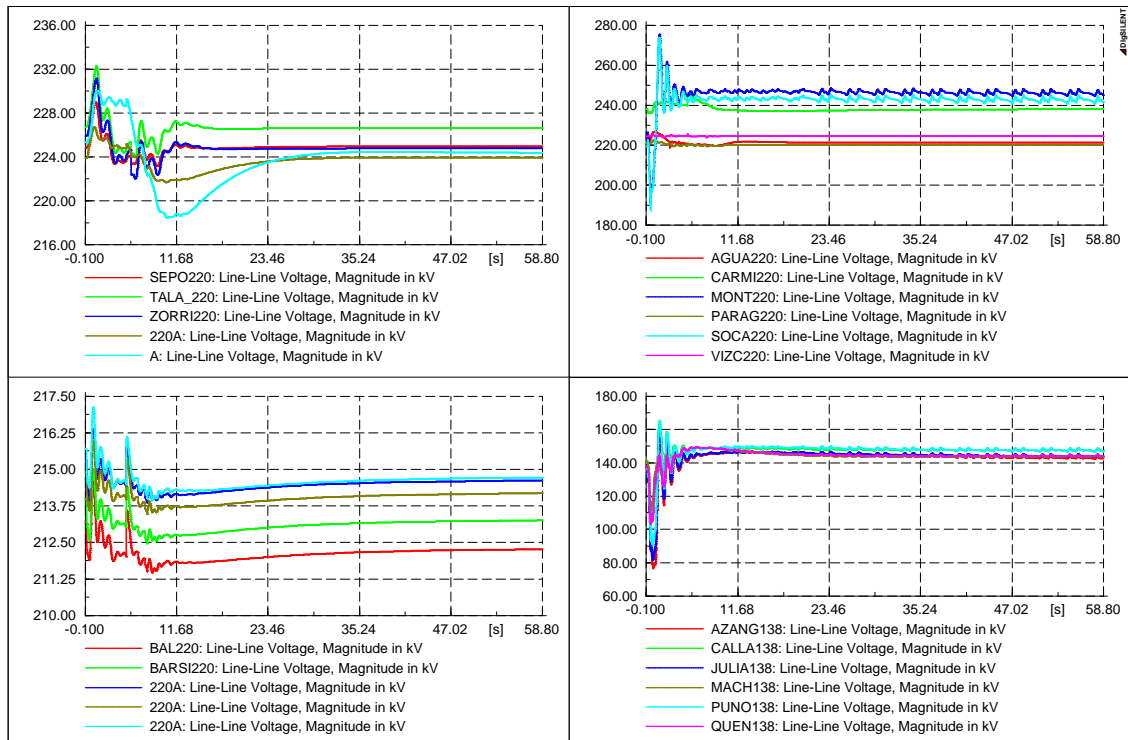 236.00
232.00
228.00
224.00
220.00
216.00
-0.100 11.68 23.46 35.24 47.02 [s] 58.80
SEPO220: Line-Line Voltage, Magnitude in kV
TALA_220: Line-Line Voltage, Magnitude in kV
ZORRI220: Line-Line Voltage, Magnitude in kV
220A: Line-Line Voltage, Magnitude in kV
A: Line-Line Voltage, Magnitude in kV
DIgSILENT
280.00
260.00
240.00
220.00
200.00
180.00
-0.100 11.68 23.46 35.24 47.02 [s] 58.80
AGUA220: Line-Line Voltage, Magnitude in kV
CARMI220: Line-Line Voltage, Magnitude in kV
MONT220: Line-Line Voltage, Magnitude in kV
PARAG220: Line-Line Voltage, Magnitude in kV
SOCA220: Line-Line Voltage, Magnitude in kV
VIZC220: Line-Line Voltage, Magnitude in kV
217.50
216.25
215.00
213.75
212.50
211.25
210.00
-0.100 11.68 23.46 35.24 47.02 [s] 58.80
BAL220: Line-Line Voltage, Magnitude in kV
BARSI220: Line-Line Voltage, Magnitude in kV
220A: Line-Line Voltage, Magnitude in kV
220A: Line-Line Voltage, Magnitude in kV
220A: Line-Line Voltage, Magnitude in kV
180.00
160.00
140.00
120.00
100.00
80.00
60.00
-0.100 11.68 23.46 35.24 47.02 [s] 58.80
AZANG138: Line-Line Voltage, Magnitude in kV
CALLA138: Line-Line Voltage, Magnitude in kV
JULIA138: Line-Line Voltage, Magnitude in kV
MACH138: Line-Line Voltage, Magnitude in kV
PUNO138: Line-Line Voltage, Magnitude in kV
QUEN138: Line-Line Voltage, Magnitude in kV